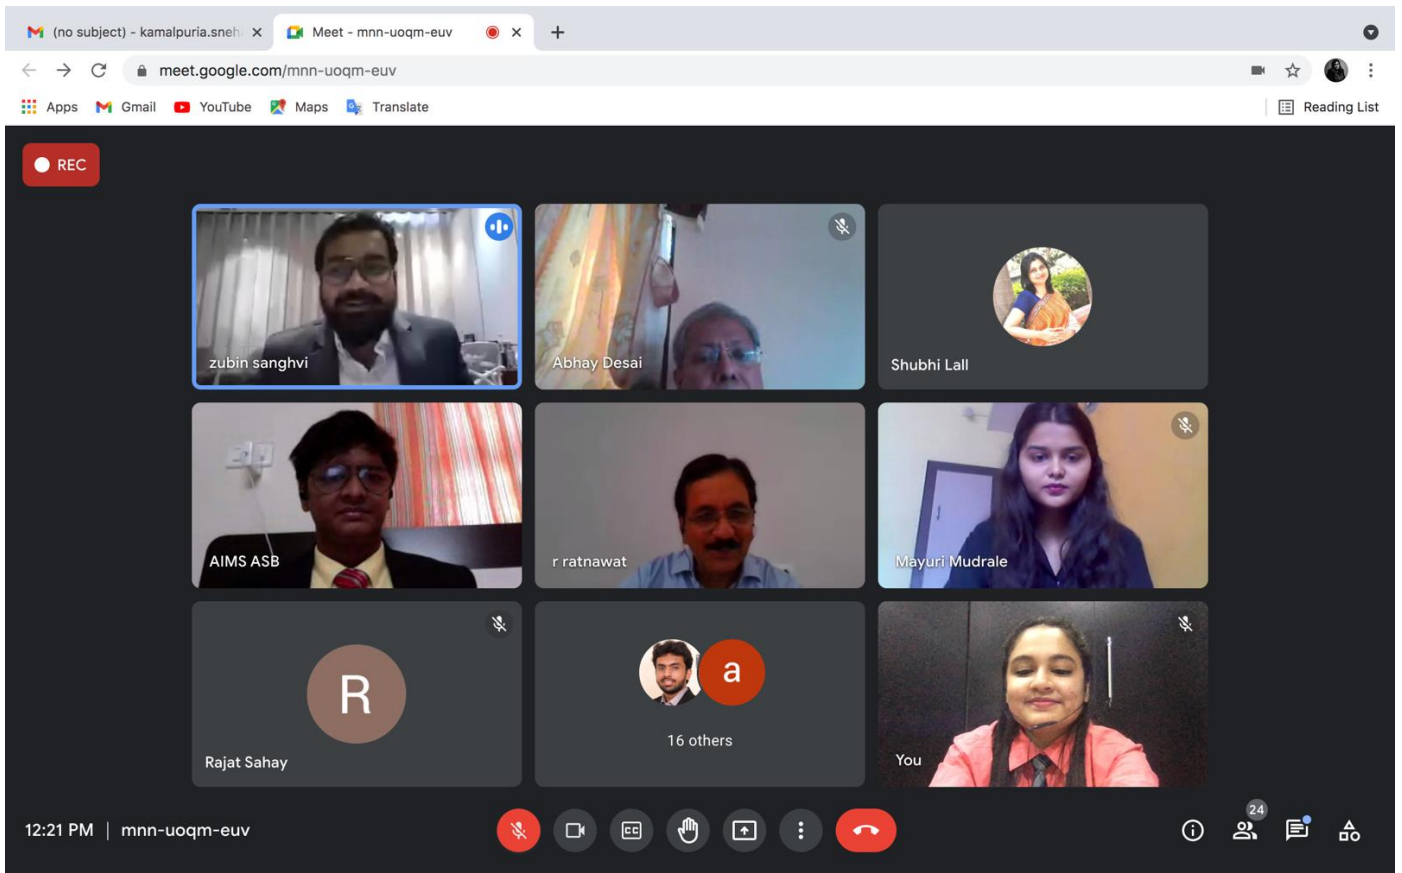 (no subject) - kamalpuria.sneh
Meet - mnn-uoqm-euv
meet.google.com/mnn-uoqm-euv
Apps
Gmail
YouTube
Maps
Translate
Reading List
REC
zubin sanghvi
Abhay Desai
Shubhi Lall
AIMS ASB
r ratnawat
Mayuri Mudrale
R
Rajat Sahay
a
16 others
You
12:21 PM | mnn-uoqm-euv
CC
24